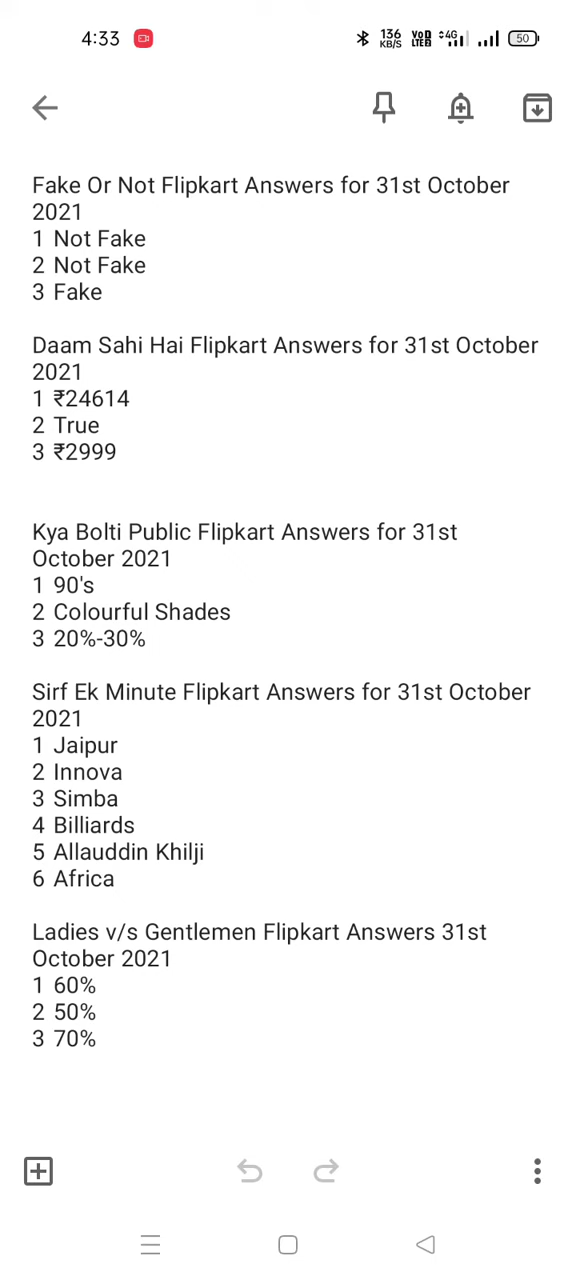 4:33
136 KB/S VoD LTE2 4G 50
Fake Or Not Flipkart Answers for 31st October
2021
1 Not Fake
2 Not Fake
3 Fake
Daam Sahi Hai Flipkart Answers for 31st October
2021
1 ₹24614
2 True
3 ₹2999
Kya Bolti Public Flipkart Answers for 31st
October 2021
1 90's
2 Colourful Shades
3 20%-30%
Sirf Ek Minute Flipkart Answers for 31st October
2021
1 Jaipur
2 Innova
3 Simba
4 Billiards
5 Allauddin Khilji
6 Africa
Ladies v/s Gentlemen Flipkart Answers 31st
October 2021
1 60%
2 50%
3 70%